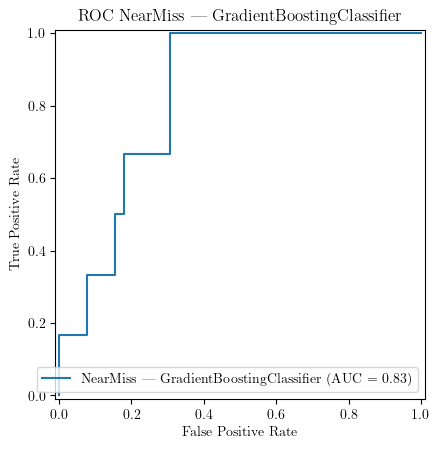 ROC NearMiss — GradientBoostingClassifier
1.0
0.8
0.6
0.4
0.2
0.0
True Positive Rate
NearMiss — GradientBoostingClassifier (AUC = 0.83)
0.0 0.2 0.4 0.6 0.8 1.0
False Positive Rate